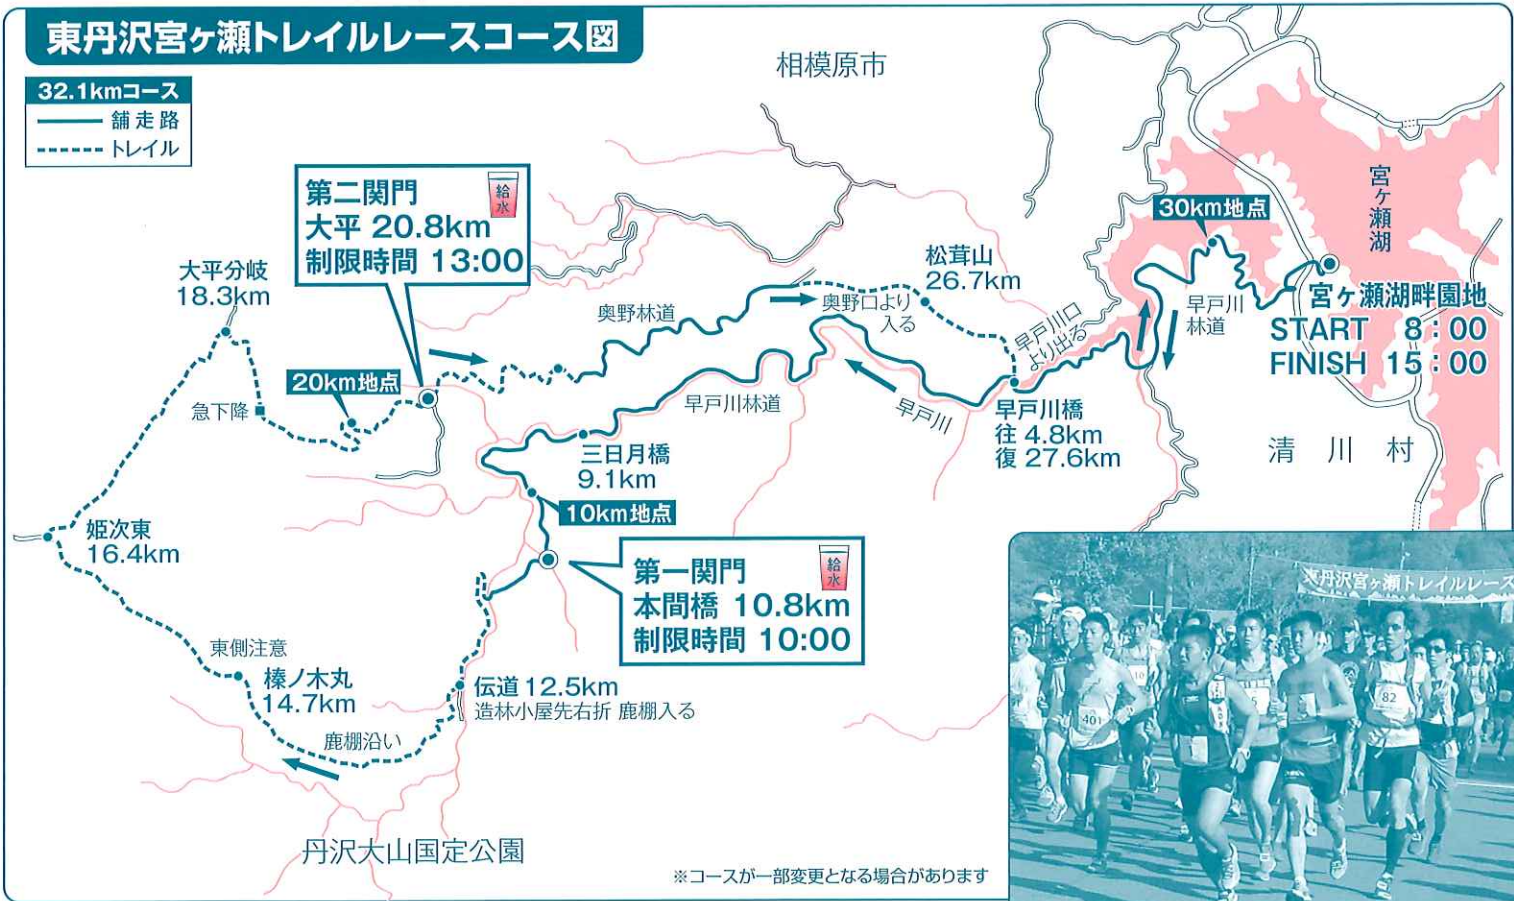 東丹沢宮ヶ瀬トレイルレースコース図
32.1kmコース
舗走路
トレイル
相模原市
第二関門
大平 20.8km
制限時間 13:00
給水
大平分岐
18.3km
急下降
20km地点
奥野林道
奥野口より
入る
松茸山
26.7km
早戸川口
より出る
30km地点
宮ヶ瀬湖
早戸川
林道
宮ヶ瀬湖畔園地
START 8:00
FINISH 15:00
早戸川林道
早戸川
早戸川橋
往 4.8km
復 27.6km
清川村
三日月橋
9.1km
10km地点
姫次東
16.4km
第一関門
本間橋 10.8km
制限時間 10:00
給水
東側注意
榛ノ木丸
14.7km
鹿棚沿い
伝道 12.5km
造林小屋先右折 鹿棚入る
丹沢大山国定公園
※コースが一部変更となる場合があります
東丹沢宮ヶ瀬トレイルレース
401
10
82